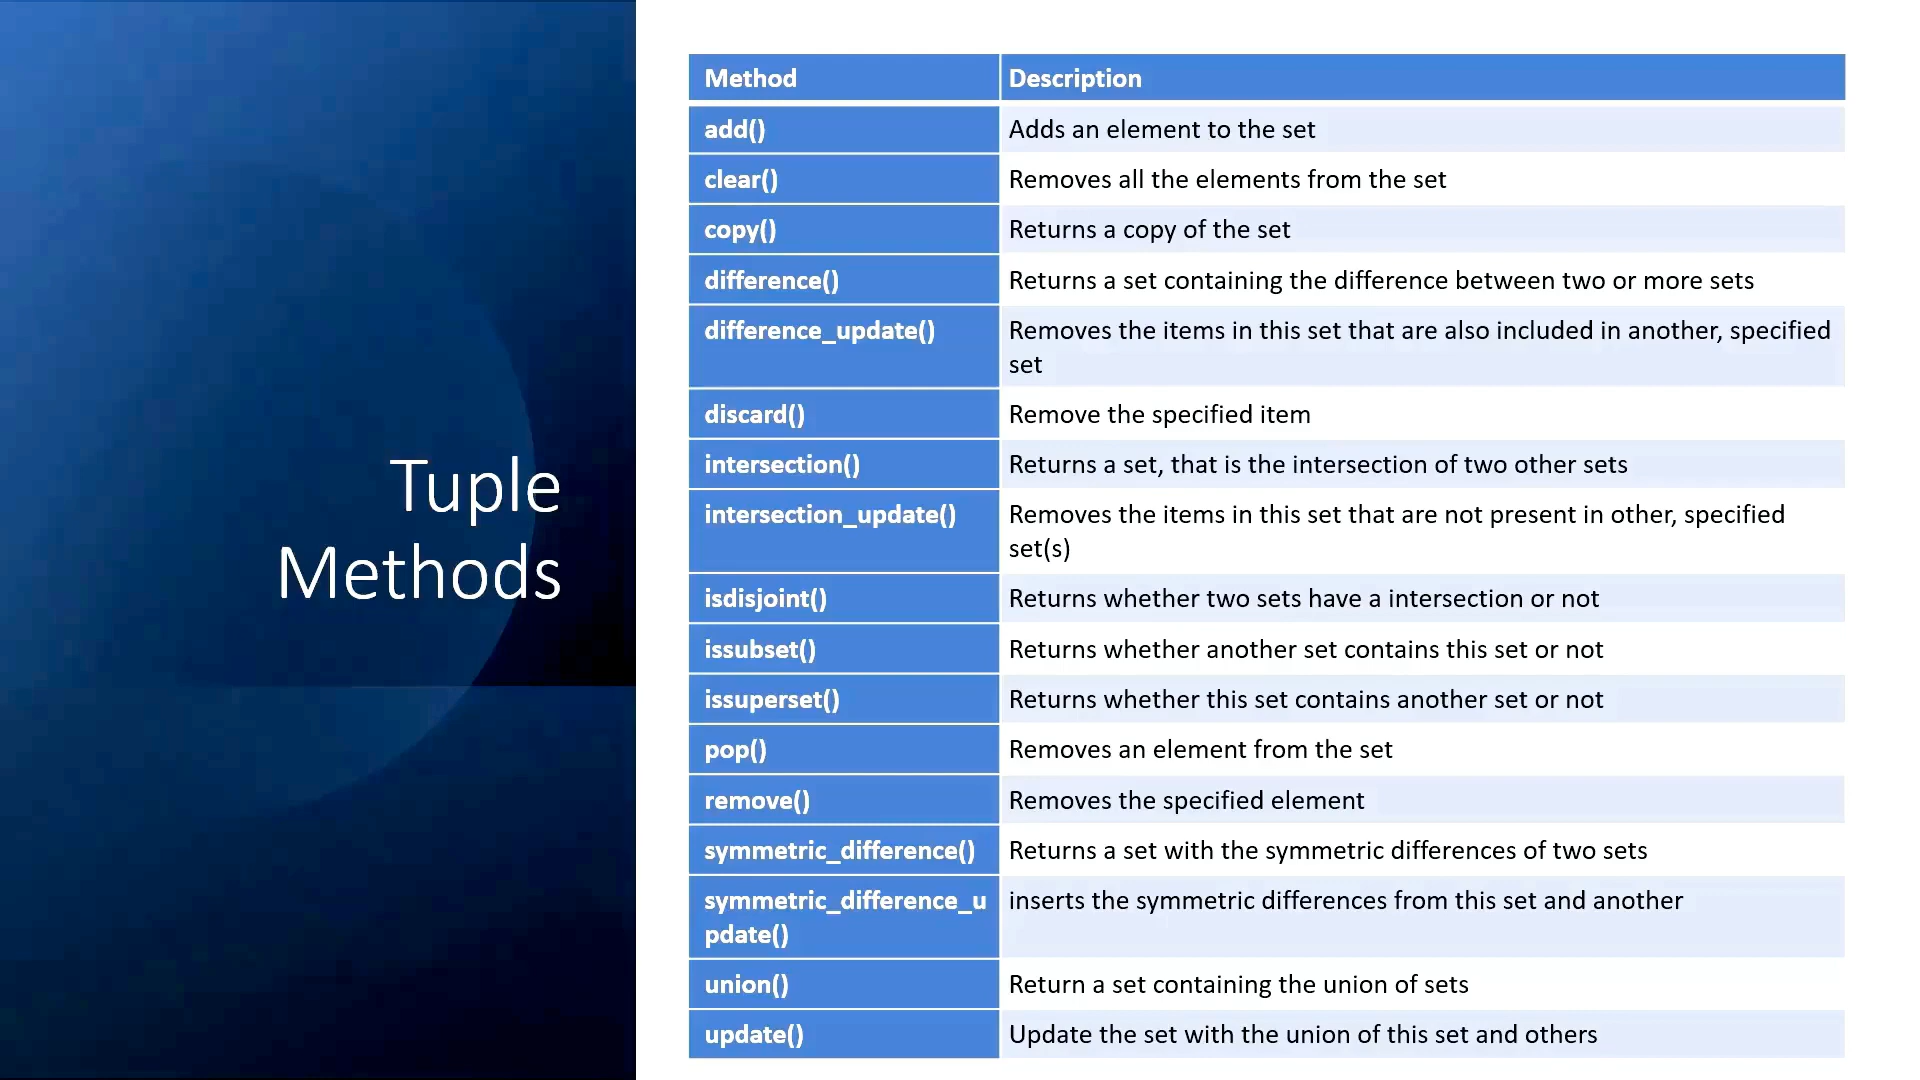 Tuple
Methods
Method Description
add() Adds an element to the set
clear() Removes all the elements from the set
copy() Returns a copy of the set
difference() Returns a set containing the difference between two or more sets
difference_update() Removes the items in this set that are also included in another, specified
set
discard() Remove the specified item
intersection() Returns a set, that is the intersection of two other sets
intersection_update() Removes the items in this set that are not present in other, specified
set(s)
isdisjoint() Returns whether two sets have a intersection or not
issubset() Returns whether another set contains this set or not
issuperset() Returns whether this set contains another set or not
pop() Removes an element from the set
remove() Removes the specified element
symmetric_difference() Returns a set with the symmetric differences of two sets
symmetric_difference_u inserts the symmetric differences from this set and another
pdate()
union() Return a set containing the union of sets
update() Update the set with the union of this set and others